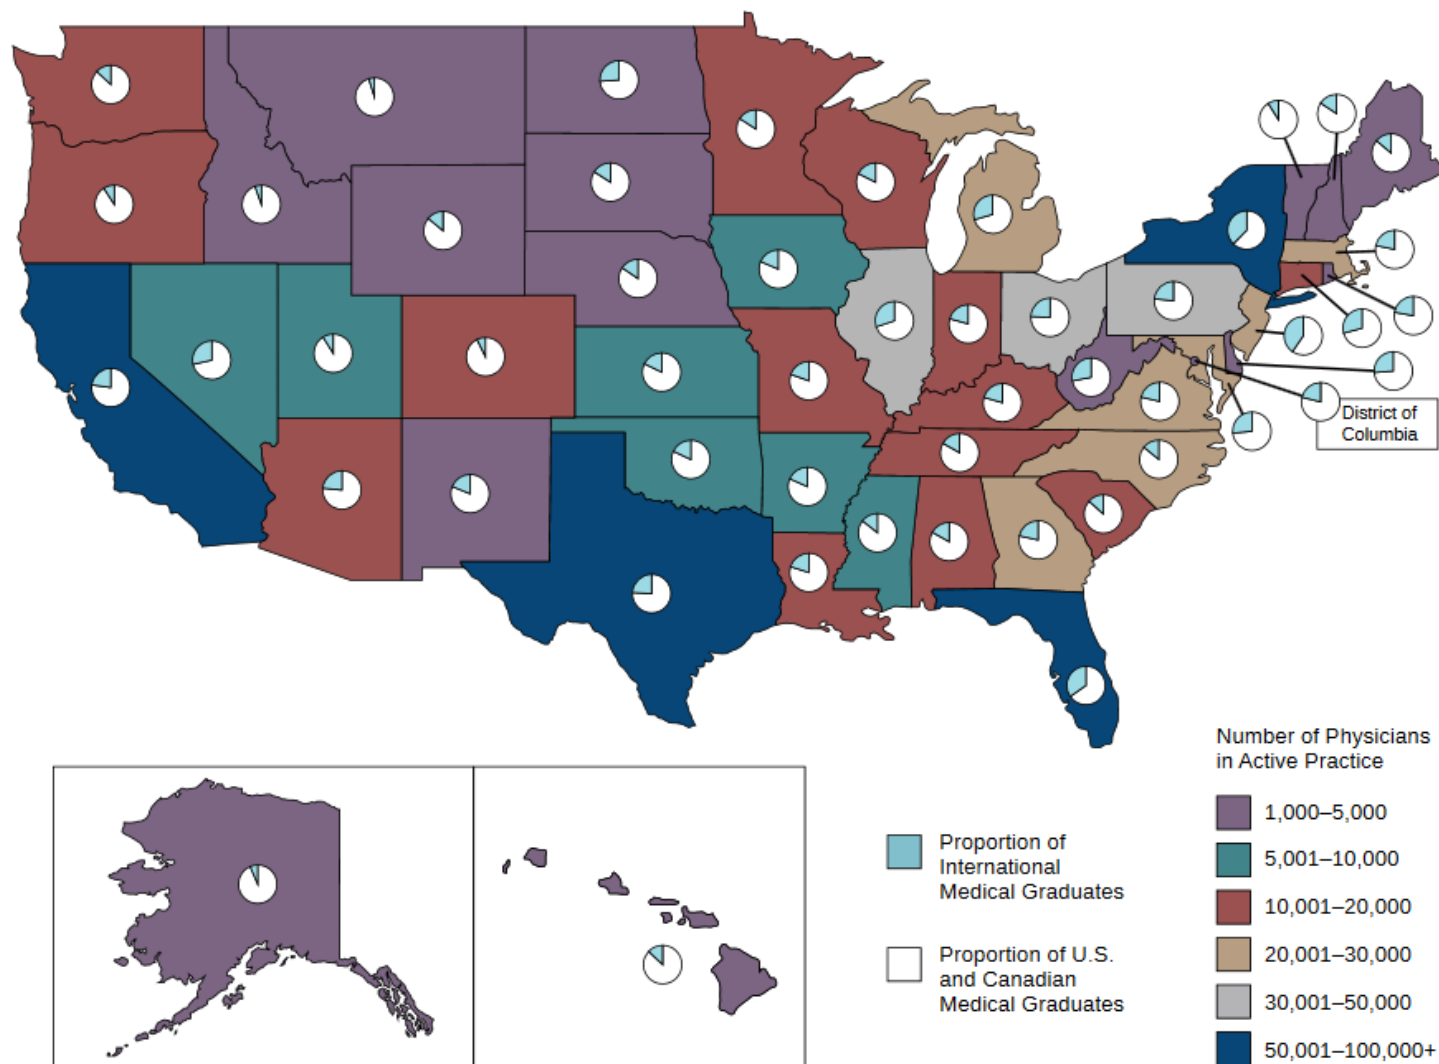 District of
Columbia
Number of Physicians
in Active Practice
1,000–5,000
5,001–10,000
10,001–20,000
20,001–30,000
30,001–50,000
50,001–100,000+
Proportion of
International
Medical Graduates
Proportion of U.S.
and Canadian
Medical Graduates